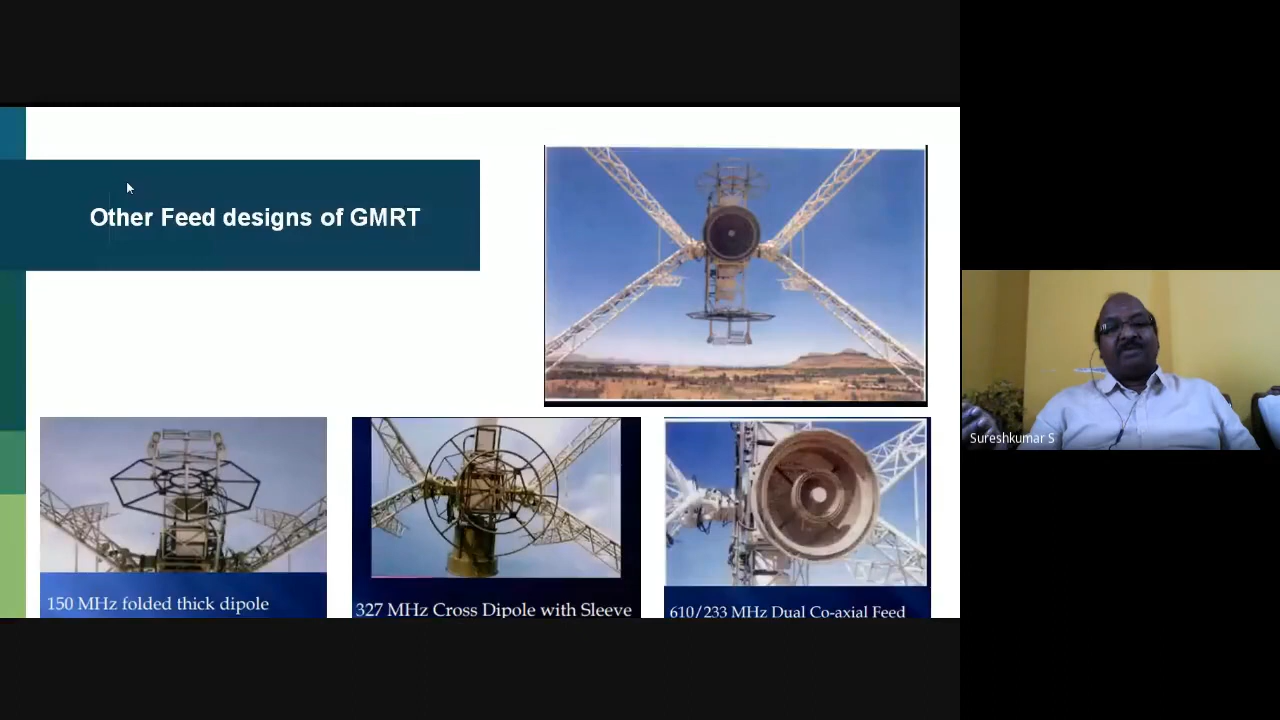 Other Feed designs of GMRT
150 MHz folded thick dipole
327 MHz Cross Dipole with Sleeve
610/233 MHz Dual Co-axial Feed
Sureshkumar S